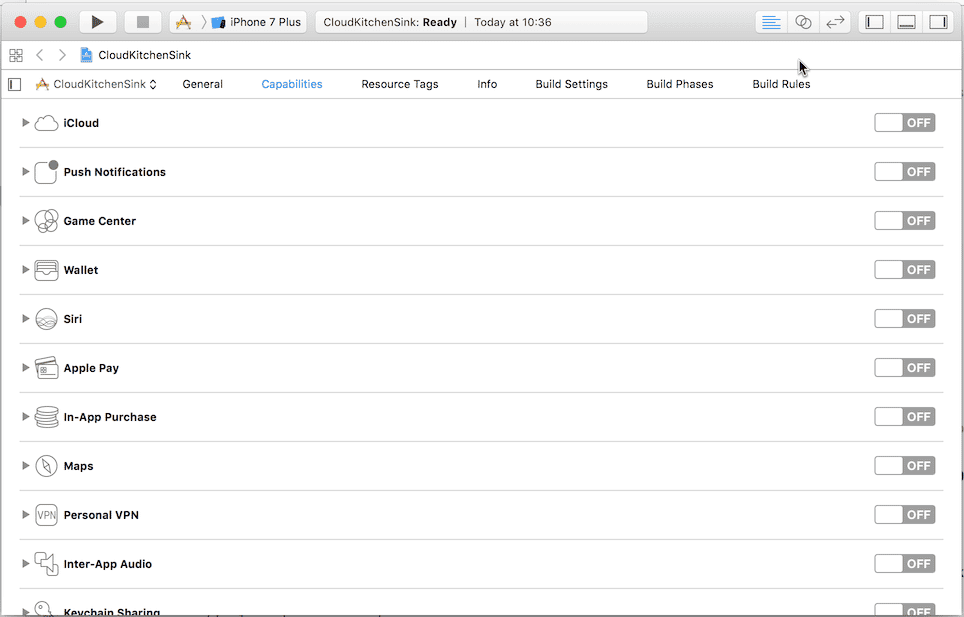 iPhone 7 Plus CloudKitchenSink: Ready | Today at 10:36
CloudKitchenSink
CloudKitchenSink General Capabilities Resource Tags Info Build Settings Build Phases Build Rules
iCloud OFF
Push Notifications OFF
Game Center OFF
Wallet OFF
Siri OFF
Apple Pay OFF
In-App Purchase OFF
Maps OFF
VPN Personal VPN OFF
Inter-App Audio OFF
Keychain Sharing OFF